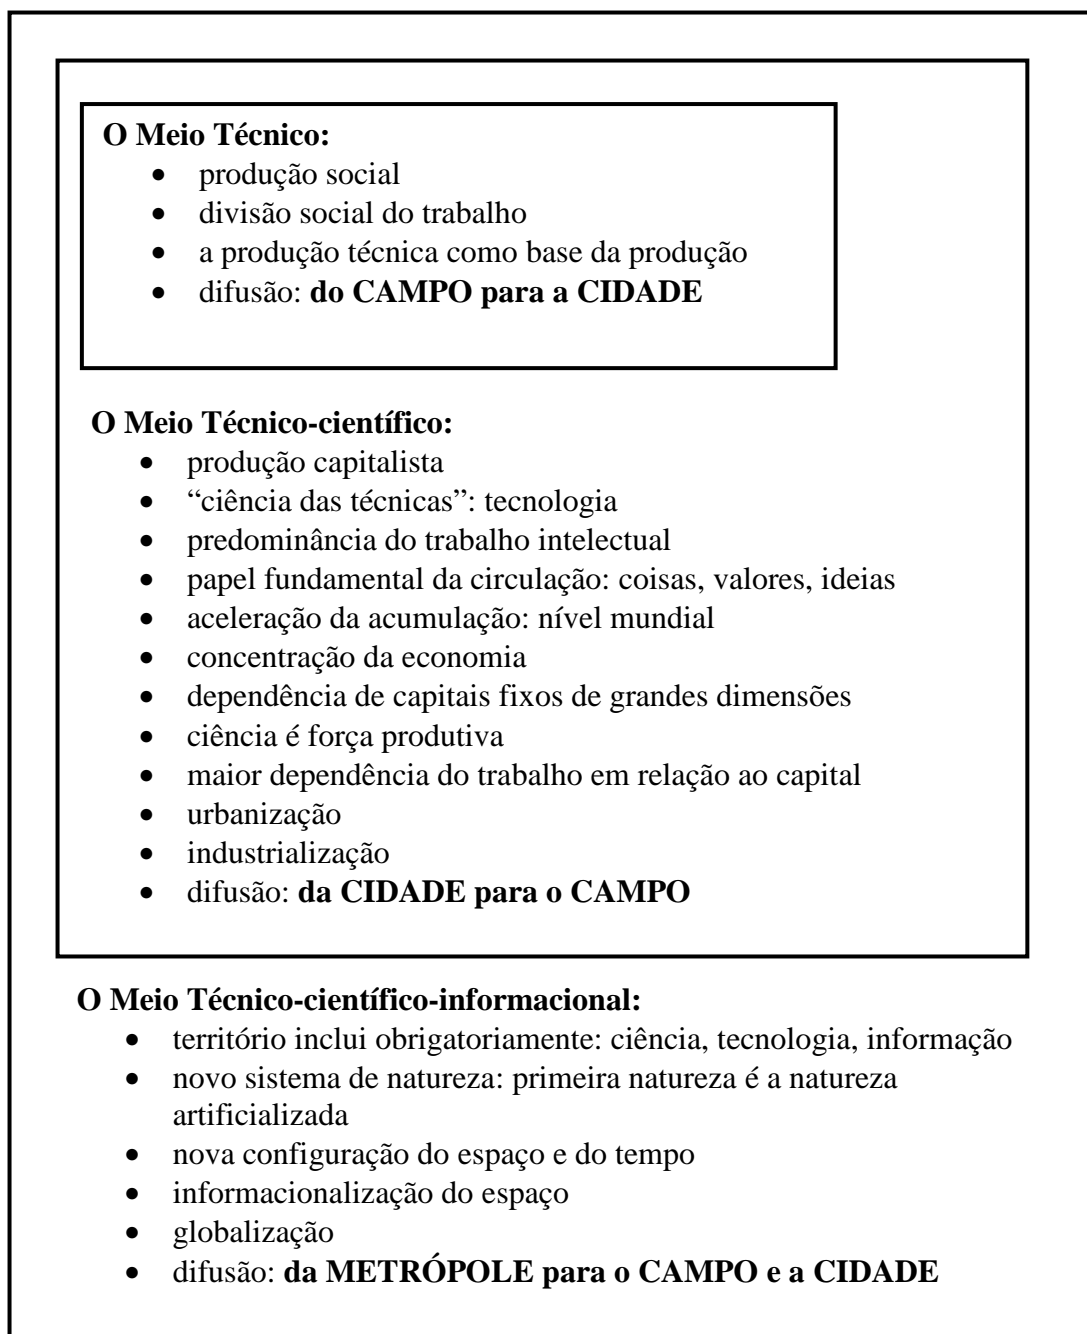 O Meio Técnico:
• produção social
• divisão social do trabalho
• a produção técnica como base da produção
• difusão: do CAMPO para a CIDADE
O Meio Técnico-científico:
• produção capitalista
• “ciência das técnicas”: tecnologia
• predominância do trabalho intelectual
• papel fundamental da circulação: coisas, valores, ideias
• aceleração da acumulação: nível mundial
• concentração da economia
• dependência de capitais fixos de grandes dimensões
• ciência é força produtiva
• maior dependência do trabalho em relação ao capital
• urbanização
• industrialização
• difusão: da CIDADE para o CAMPO
O Meio Técnico-científico-informacional:
• território inclui obrigatoriamente: ciência, tecnologia, informação
• novo sistema de natureza: primeira natureza é a natureza
artificializada
• nova configuração do espaço e do tempo
• informacionalização do espaço
• globalização
• difusão: da METRÓPOLE para o CAMPO e a CIDADE